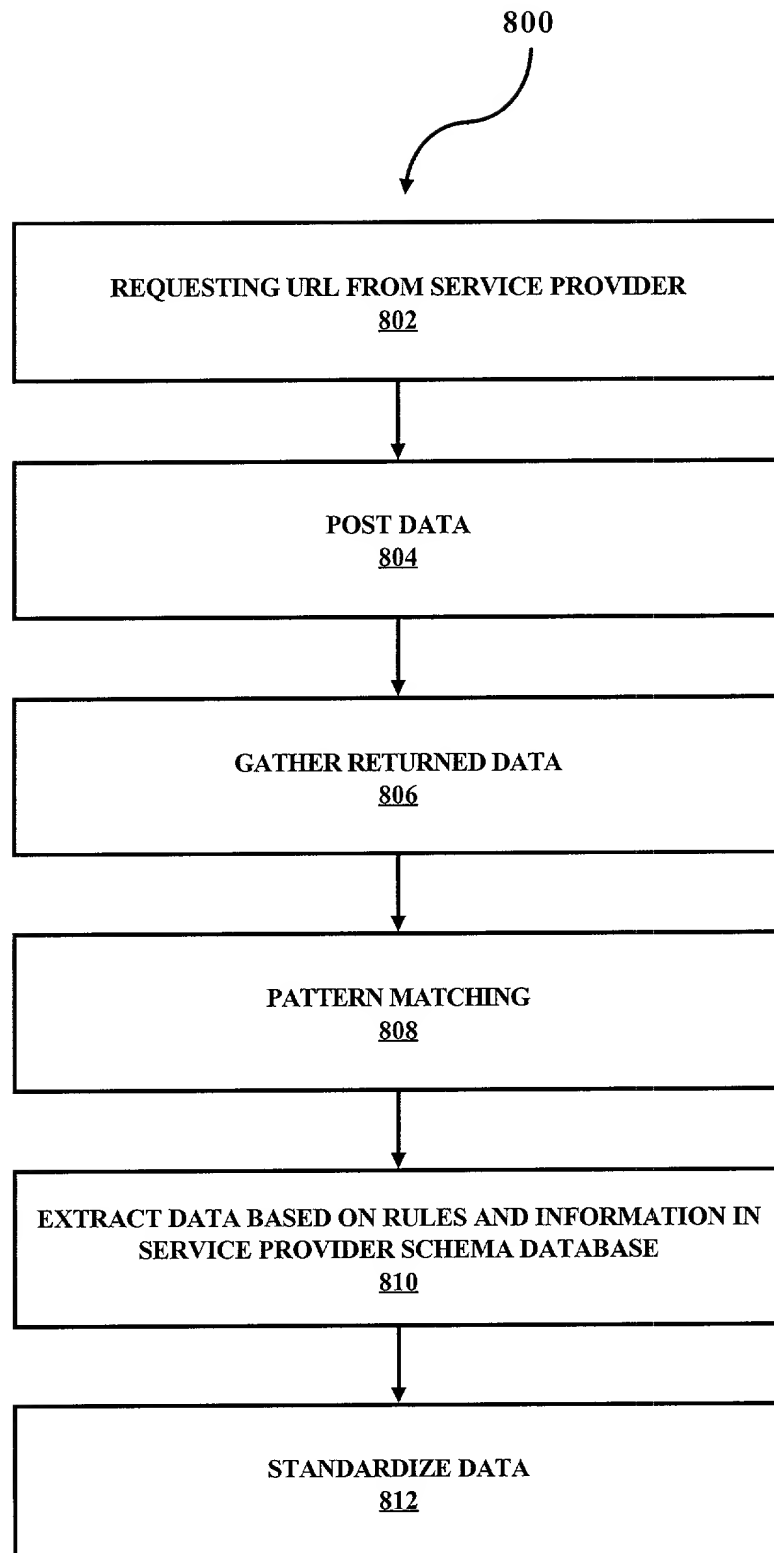 800
REQUESTING URL FROM SERVICE PROVIDER
802
POST DATA
804
GATHER RETURNED DATA
806
PATTERN MATCHING
808
EXTRACT DATA BASED ON RULES AND INFORMATION IN
SERVICE PROVIDER SCHEMA DATABASE
810
STANDARDIZE DATA
812